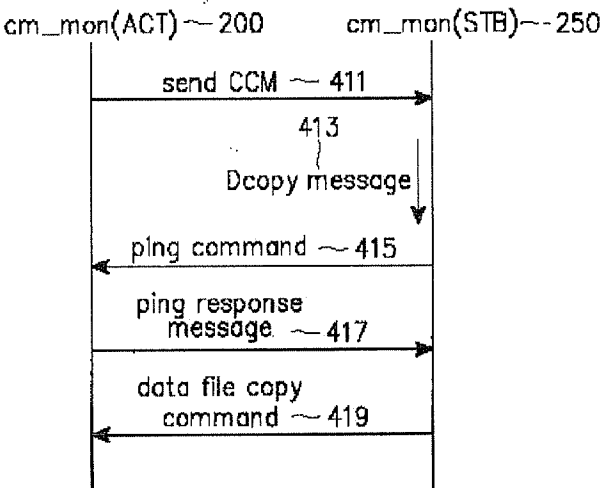 cm_mon(ACT)~200 cm_mon(STB)~250
send CCM ~ 411
413
Dcopy message
ping command ~415
ping response
message ~417
data file copy
command ~419